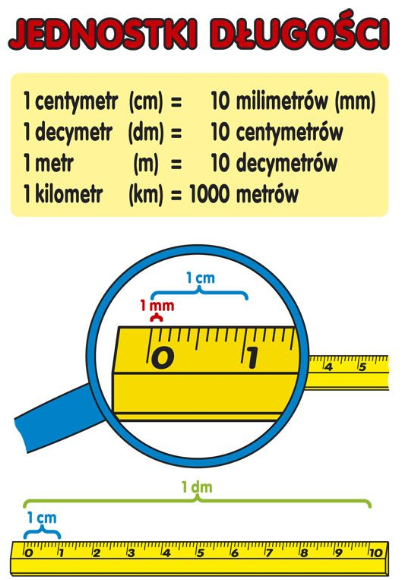 JEDNOSTKI DŁUGOŚCI
1 centymetr (cm) = 10 milimetrów (mm)
1 decymetr (dm) = 10 centymetrów
1 metr (m) = 10 decymetrów
1 kilometr (km) = 1000 metrów
1 cm
1 mm
0 1
4 5
1 dm
1 cm
0 1 2 3 4 5 6 7 8 9 10